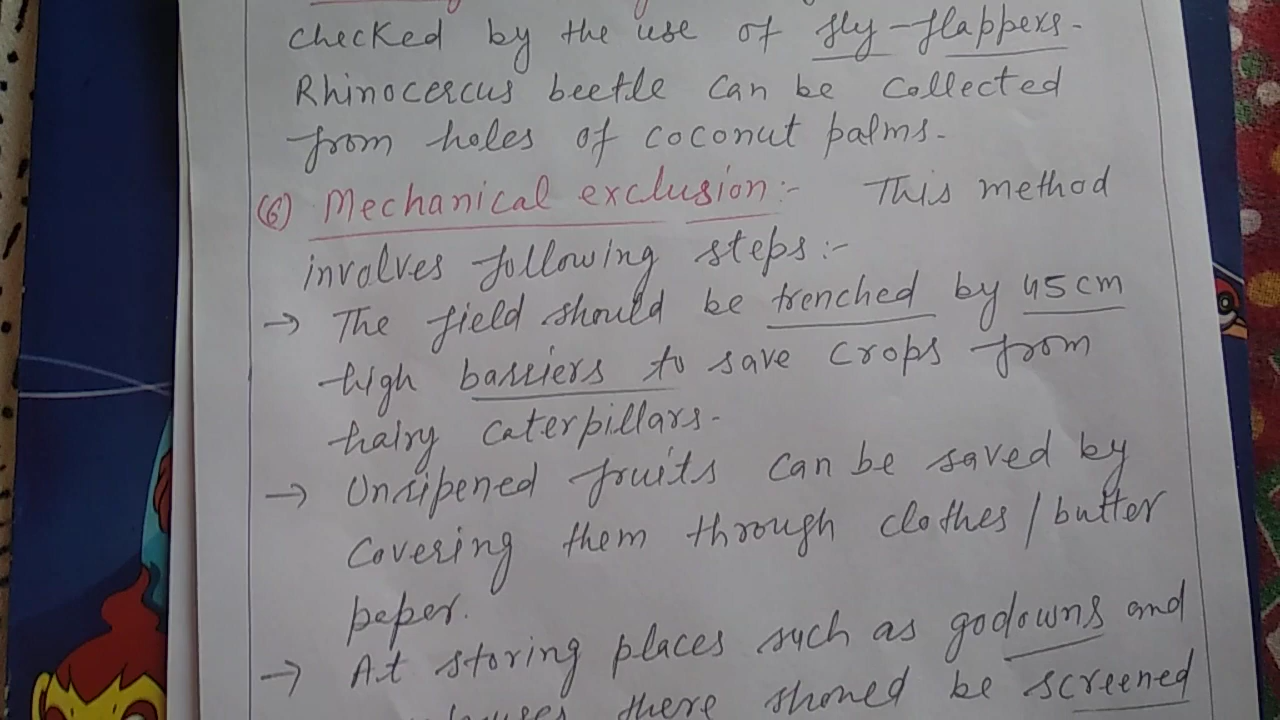 checked by the use of fly-flappers.
Rhinocercus beetle can be collected
from holes of coconut palms.
(6) Mechanical exclusion:- This method
involves following steps:-
→ The field should be trenched by 45cm
high barriers to save crops from
hairy caterpillars.
→ Unripened fruits can be saved by
covering them through clothes/butter
peper.
→ At storing places such as godowns and
there shoned be screened